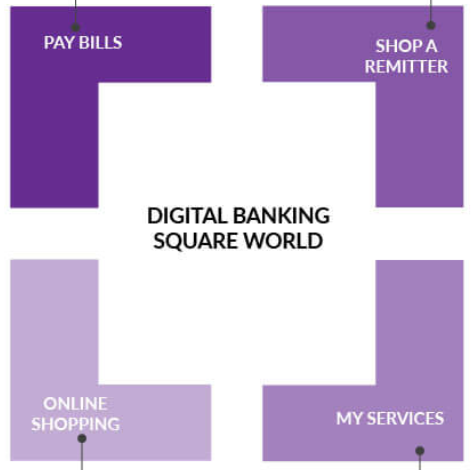 PAY BILLS
SHOP A
REMITTER
DIGITAL BANKING
SQUARE WORLD
ONLINE
SHOPPING
MY SERVICES